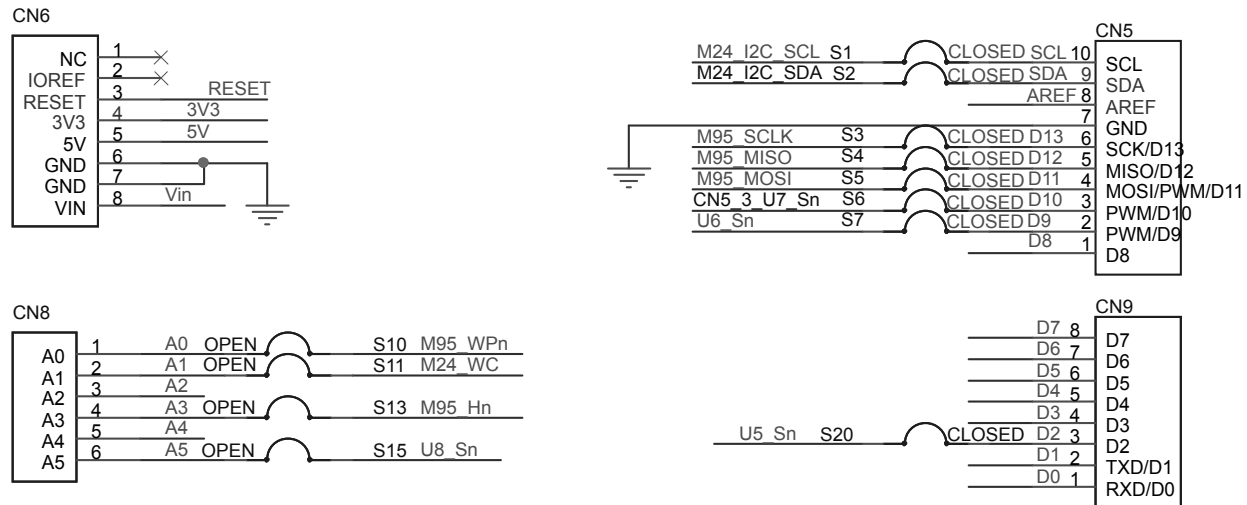 CN6
NC 1
IOREF 2
RESET 3 RESET
3V3 4 3V3
5V 5 5V
GND 6
GND 7
VIN 8 Vin
CN5
M24_I2C_SCL S1 CLOSED SCL 10 SCL
M24_I2C_SDA S2 CLOSED SDA 9 SDA
AREF 8 AREF
7 GND
M95_SCLK S3 CLOSED D13 6 SCK/D13
M95_MISO S4 CLOSED D12 5 MISO/D12
M95_MOSI S5 CLOSED D11 4 MOSI/PWM/D11
CN5_3_U7_Sn S6 CLOSED D10 3 PWM/D10
U6_Sn S7 CLOSED D9 2 PWM/D9
D8 1 D8
CN8
A0 1 A0 OPEN S10 M95_WPn
A1 2 A1 OPEN S11 M24_WC
A2 3 A2
A3 4 A3 OPEN S13 M95_Hn
A4 5 A4
A5 6 A5 OPEN S15 U8_Sn
CN9
D7 8 D7
D6 7 D6
D5 6 D5
D4 5 D4
D3 4 D3
U5_Sn S20 CLOSED D2 3 D2
D1 2 TXD/D1
D0 1 RXD/D0